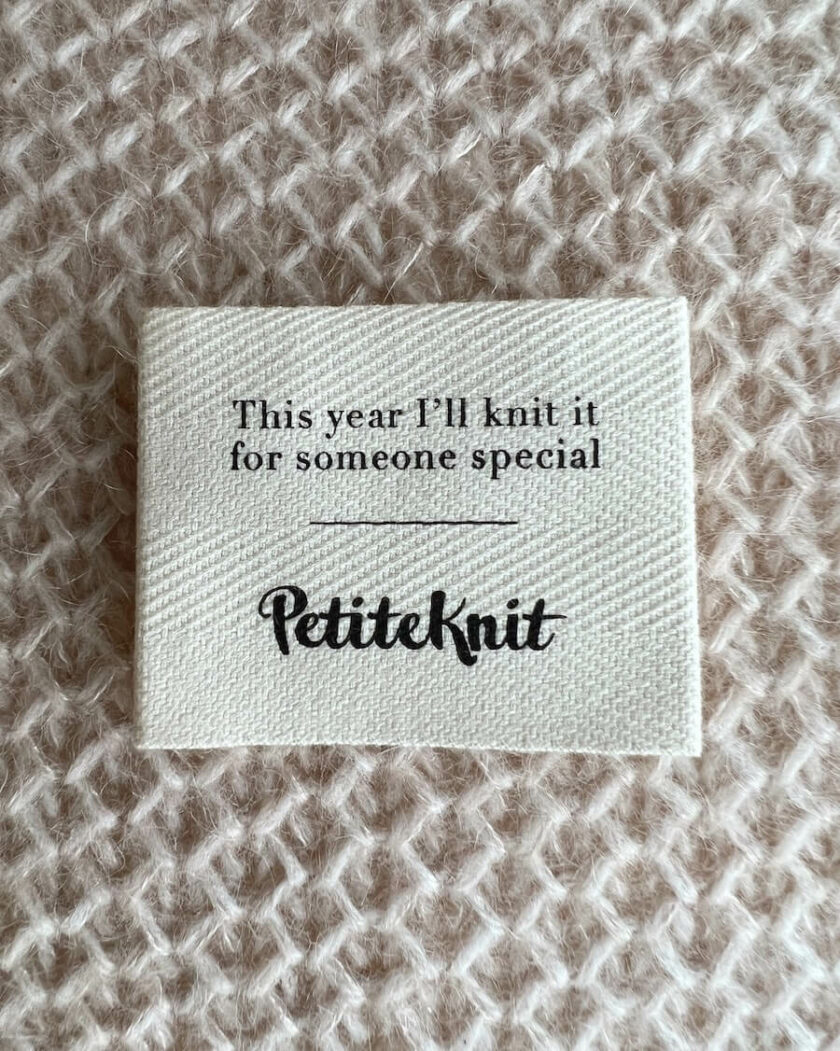 This year I’ll knit it
for someone special
PetiteKnit